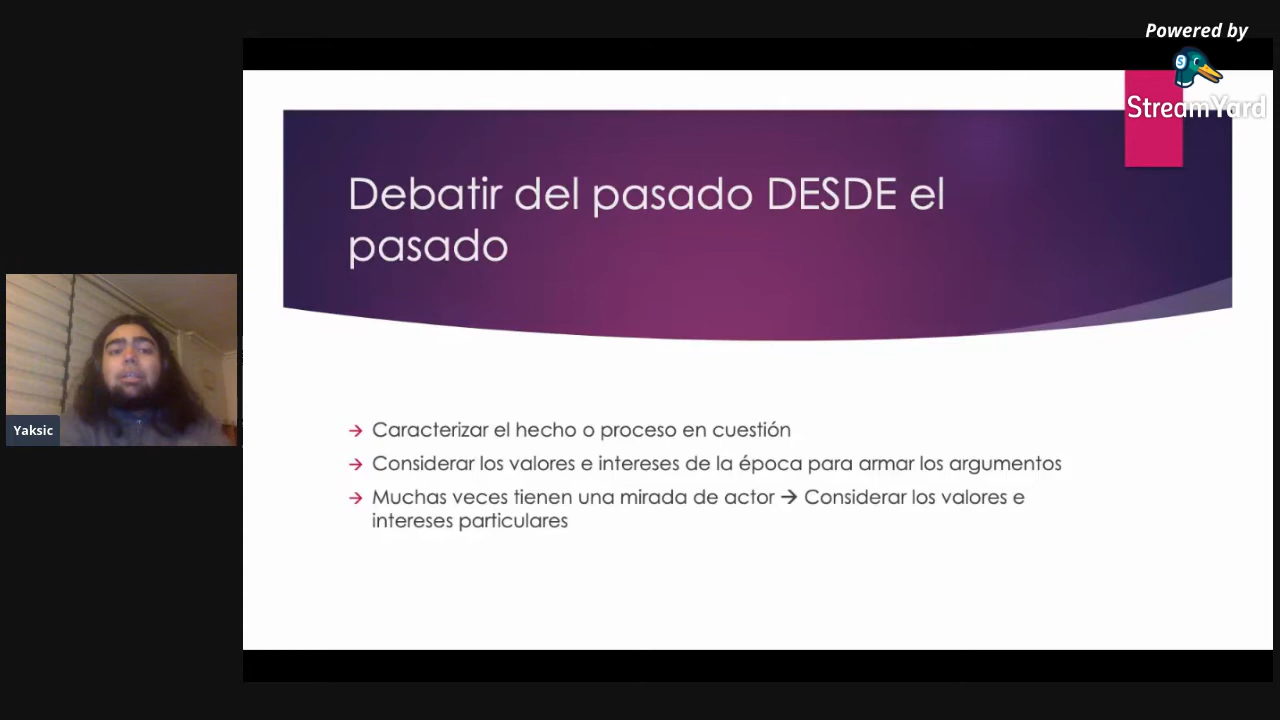 Powered by
StreamYard
Debatir del pasado DESDE el
pasado
Yaksic
→ Caracterizar el hecho o proceso en cuestión
→ Considerar los valores e intereses de la época para armar los argumentos
→ Muchas veces tienen una mirada de actor → Considerar los valores e
intereses particulares